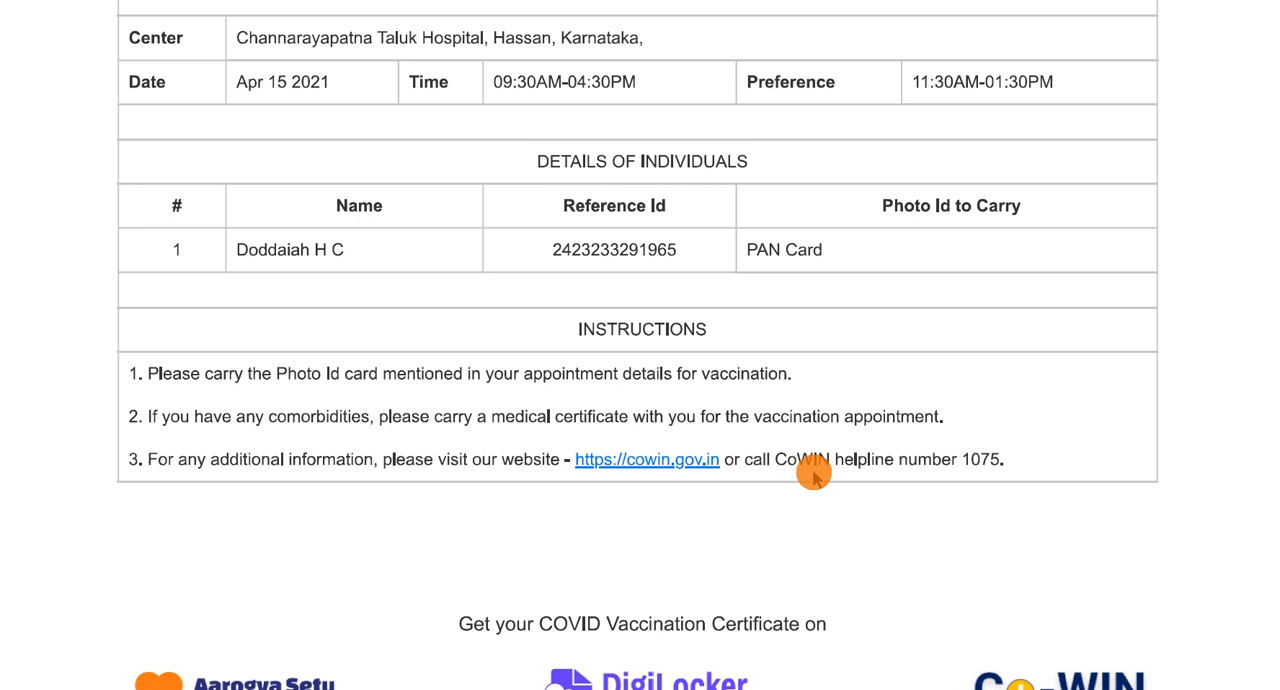 Center Channarayapatna Taluk Hospital, Hassan, Karnataka,
Date Apr 15 2021 Time 09:30AM-04:30PM Preference 11:30AM-01:30PM
DETAILS OF INDIVIDUALS
# Name Reference Id Photo Id to Carry
1 Doddaiah H C 2423233291965 PAN Card
INSTRUCTIONS
1. Please carry the Photo Id card mentioned in your appointment details for vaccination.
2. If you have any comorbidities, please carry a medical certificate with you for the vaccination appointment.
3. For any additional information, please visit our website - https://cowin.gov.in or call CoWIN helpline number 1075.
Get your COVID Vaccination Certificate on
Aarogya Setu DigiLocker Co-WIN